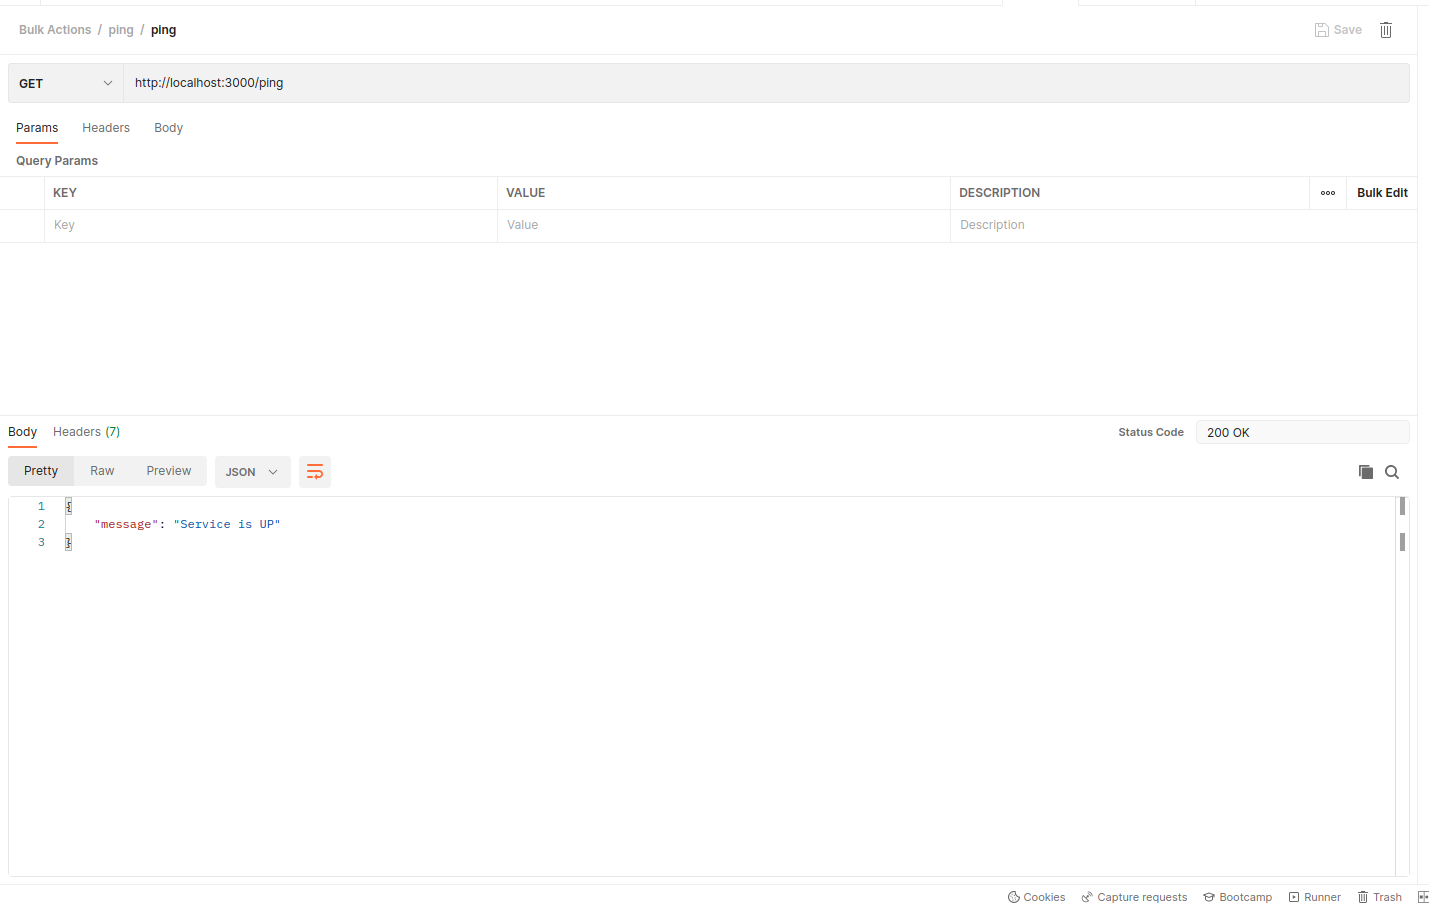 Bulk Actions / ping / ping
Save
GET
http://localhost:3000/ping
Params Headers Body
Query Params
KEY VALUE DESCRIPTION Bulk Edit
Key Value Description
Body Headers (7) Status Code 200 OK
Pretty Raw Preview JSON
1 {
2 "message": "Service is UP"
3 }
Cookies Capture requests Bootcamp Runner Trash